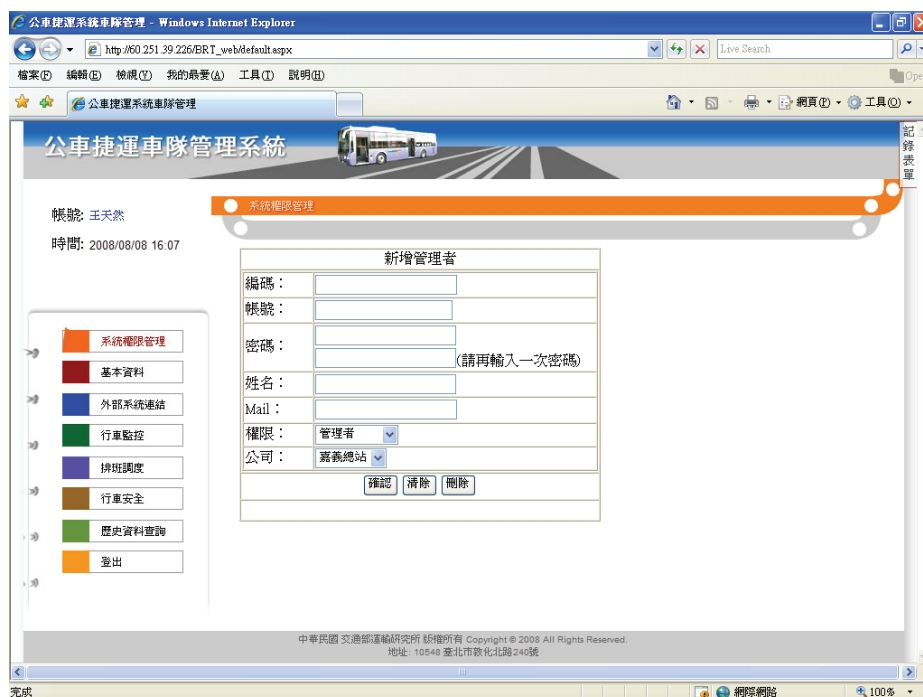 公車捷運系統車隊管理 - Windows Internet Explorer
http://60.251.39.226/BRT_web/default.aspx
Live Search
檔案(F) 編輯(E) 檢視(V) 我的最愛(A) 工具(T) 說明(H)
公車捷運系統車隊管理
網頁(P) 工具(O)
公車捷運車隊管理系統
記錄表單
系統權限管理
帳號: 王天然
時間: 2008/08/08 16:07
新增管理者
編碼：
帳號：
密碼：
(請再輸入一次密碼)
姓名：
Mail：
權限： 管理者
公司： 嘉義總站
確認 清除 刪除
系統權限管理
基本資料
外部系統連結
行車監控
排班調度
行車安全
歷史資料查詢
登出
中華民國 交通部運輸研究所 版權所有 Copyright © 2008 All Rights Reserved.
地址: 10548 臺北市敦化北路240號
完成
網際網路
100%